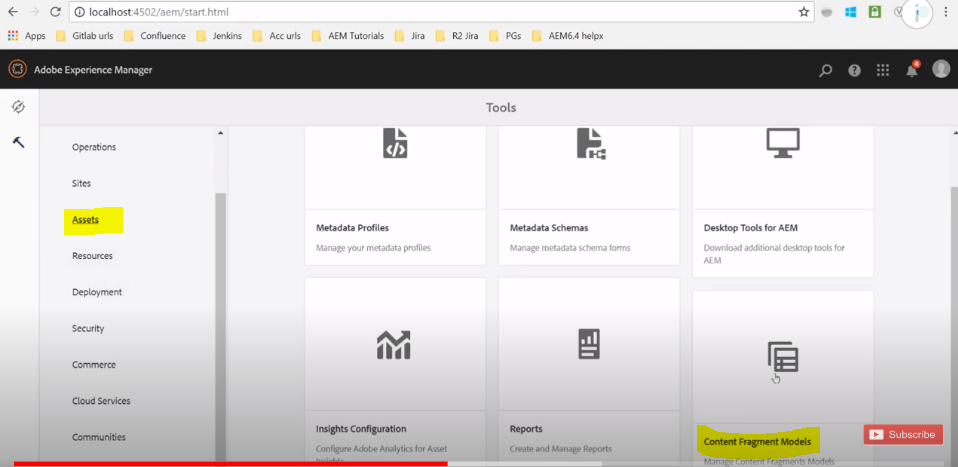 localhost:4502/aem/start.html
Apps Gitlab urls Confluence Jenkins Acc urls AEM Tutorials Jira R2 Jira PGs AEM6.4 helpx
Adobe Experience Manager
4
Tools
Operations
Sites
Assets
Resources
Deployment
Security
Commerce
Cloud Services
Communities
Metadata Profiles
Manage your metadata profiles
Metadata Schemas
Manage metadata schema forms
Desktop Tools for AEM
Download additional desktop tools for
AEM
Insights Configuration
Configure Adobe Analytics for Asset
Insights
Reports
Create and Manage Reports
Content Fragment Models
Manage Content Fragments Models
Subscribe